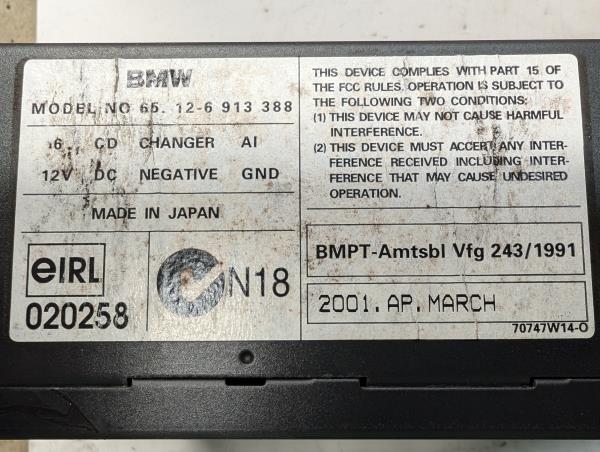 BMW
MODEL NO 65. 12-6 913 388
6 CD CHANGER AI
12V DC NEGATIVE GND
MADE IN JAPAN
eIRL
020258
N18
THIS DEVICE COMPLIES WITH PART 15 OF
THE FCC RULES. OPERATION IS SUBJECT TO
THE FOLLOWING TWO CONDITIONS:
(1) THIS DEVICE MAY NOT CAUSE HARMFUL
INTERFERENCE.
(2) THIS DEVICE MUST ACCEPT ANY INTER-
FERENCE RECEIVED INCLUDING INTER-
FERENCE THAT MAY CAUSE UNDESIRED
OPERATION.
BMPT-Amtsbl Vfg 243/1991
2001. AP. MARCH
70747W14-O